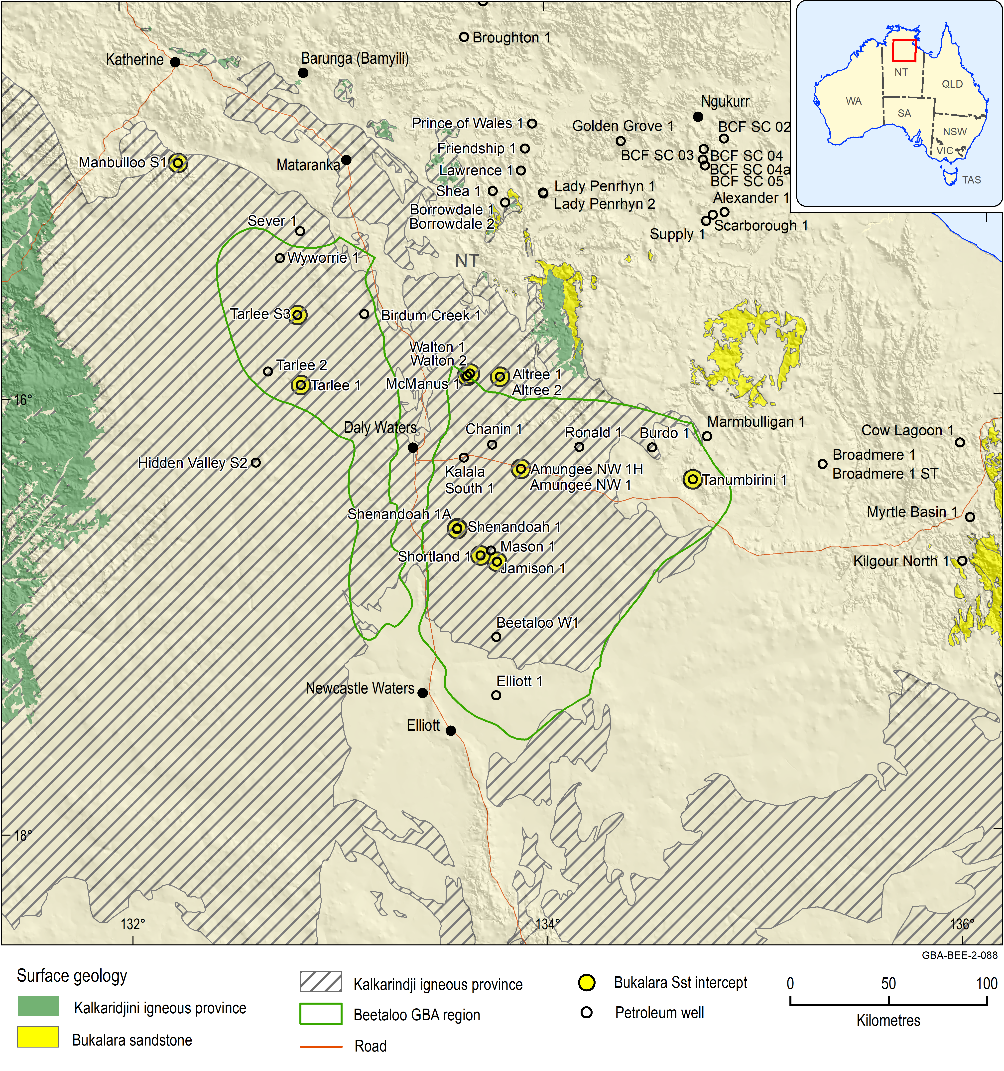 Broughton 1
Katherine
Barunga (Bamyili)
Ngukurr
Prince of Wales 1
Golden Grove 1
BCF SC 02
Friendship 1
BCF SC 03
BCF SC 04
Manbulloo S1
Mataranka
Lawrence 1
BCF SC 04a
BCF SC 05
Shea 1
Lady Penrhyn 1
Lady Penrhyn 2
Alexander 1
Borrowdale 1
Borrowdale 2
Sever 1
Supply 1
Scarborough 1
Wyworrie 1
NT
Tarlee S3
Birdum Creek 1
Walton 1
Walton 2
Tarlee 2
McManus 1
Altree 1
Altree 2
Tarlee 1
16°
Daly Waters
Chanin 1
Ronald 1
Burdo 1
Marmbulligan 1
Cow Lagoon 1
Hidden Valley S2
Kalala
South 1
Amungee NW 1H
Amungee NW 1
Tanumbirini 1
Broadmere 1
Broadmere 1 ST
Shenandoah 1A
Shenandoah 1
Myrtle Basin 1
Shortland 1
Mason 1
Jamison 1
Kilgour North 1
Beetaloo W1
Newcastle Waters
Elliott 1
Elliott
18°
132°
134°
136°
WA
NT
QLD
SA
NSW
VIC
TAS
GBA-BEE-2-088
Surface geology
Kalkaridjini igneous province
Bukalara sandstone
Kalkarindji igneous province
Beetaloo GBA region
Road
Bukalara Sst intercept
Petroleum well
0 50 100
Kilometres